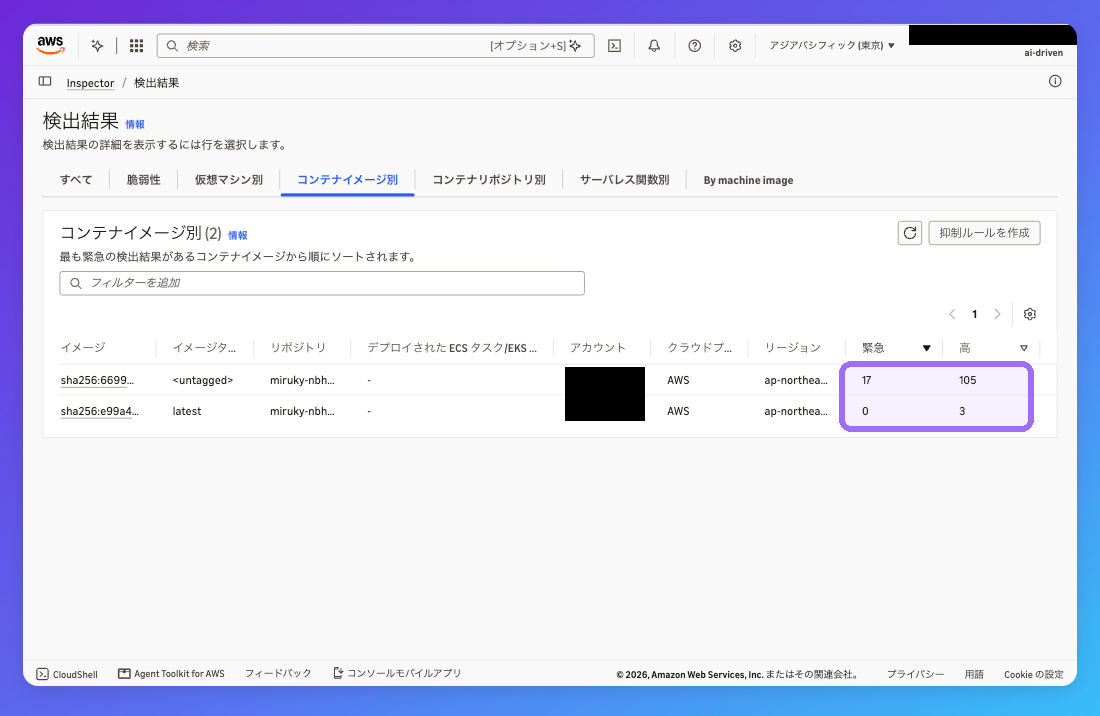 aws
検索 [オプション+S]
アジアパシフィック (東京) ▼
ai-driven
Inspector / 検出結果
検出結果 情報
検出結果の詳細を表示するには行を選択します。
すべて 脆弱性 仮想マシン別 コンテナイメージ別 コンテナリポジトリ別 サーバーレス関数別 By machine image
コンテナイメージ別 (2) 情報
抑制ルールを作成
最も緊急の検出結果があるコンテナイメージから順にソートされます。
フィルターを追加
1
イメージ イメージタ... リポジトリ デプロイされた ECS タスク/EKS ... アカウント クラウドプ... リージョン 緊急 高
sha256:6699... <untagged> miruky-nbh... - AWS ap-northea... 17 105
sha256:e99a4... latest miruky-nbh... - AWS ap-northea... 0 3
CloudShell Agent Toolkit for AWS フィードバック コンソールモバイルアプリ © 2026, Amazon Web Services, Inc. またはその関連会社。 プライバシー 用語 Cookie の設定